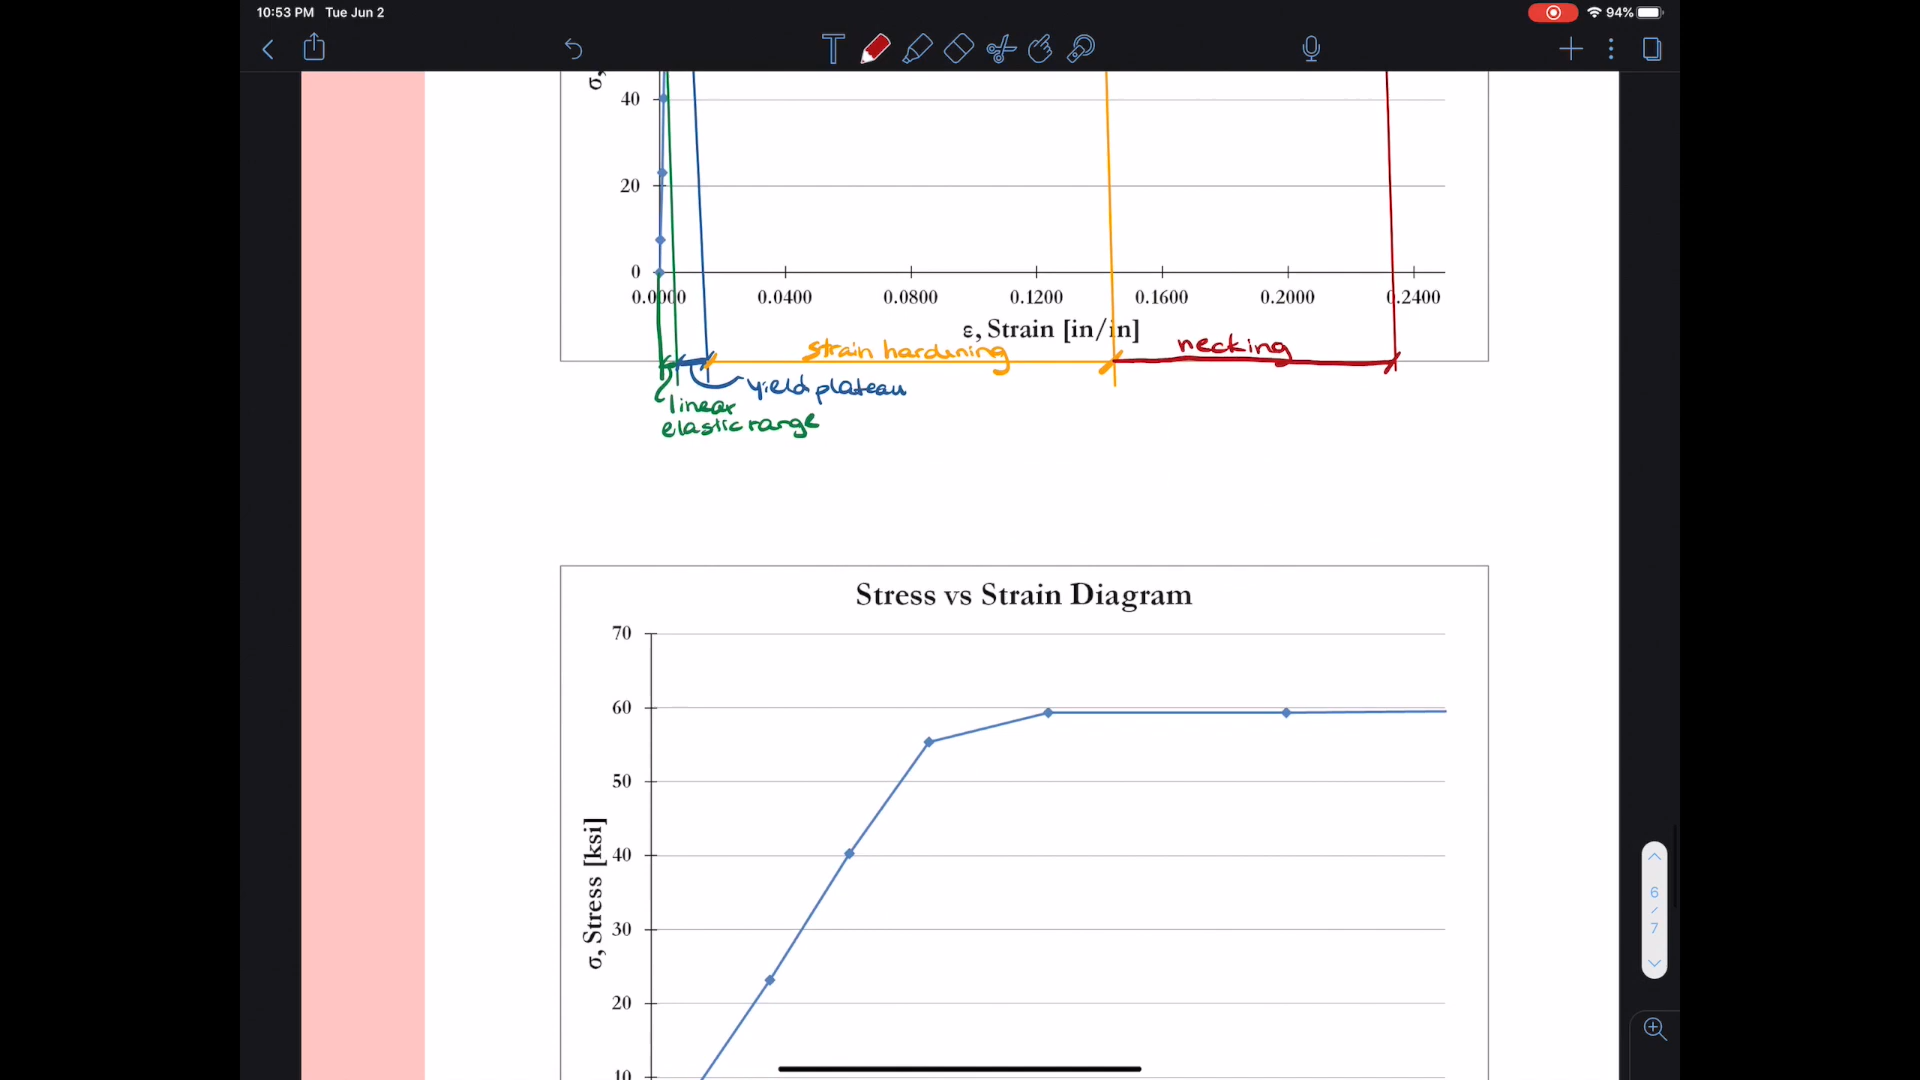 10:53 PM Tue Jun 2
94%
σ,
40
20
0
0.0000 0.0400 0.0800 0.1200 0.1600 0.2000 0.2400
ε, Strain [in/in]
strain hardening
necking
yield plateau
linear
elastic range
Stress vs Strain Diagram
70
60
50
σ, Stress [ksi]
40
30
20
10
6
/
7